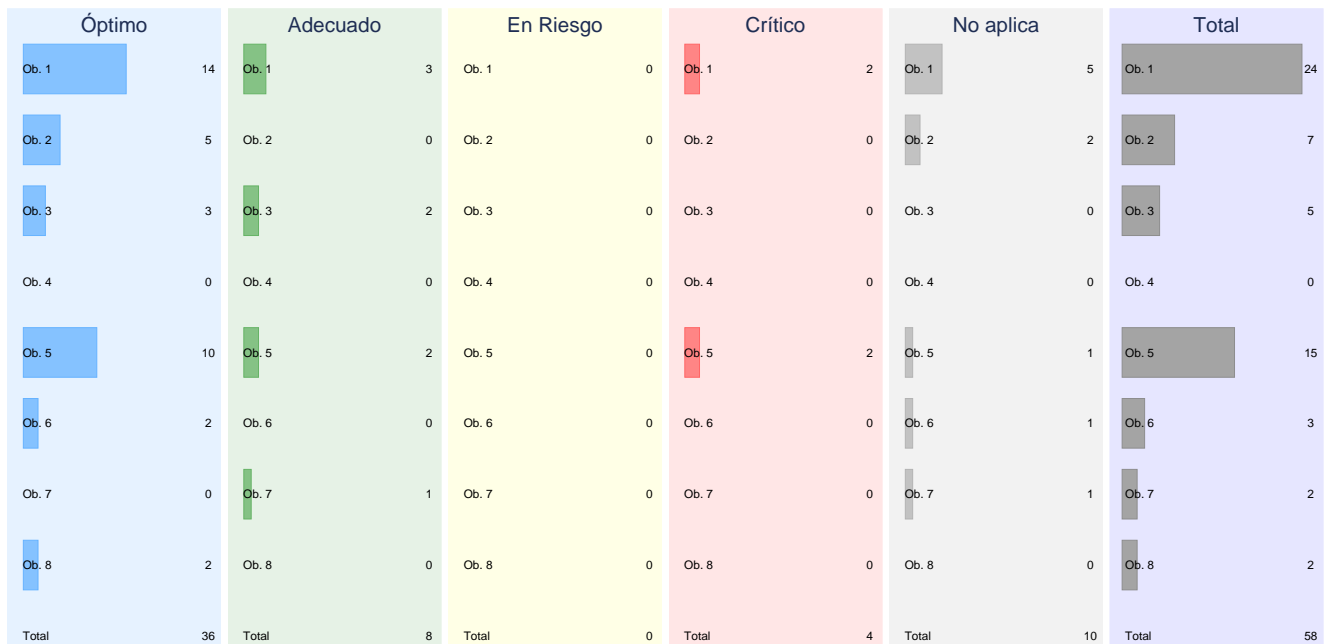 Óptimo Adecuado En Riesgo Crítico No aplica Total
Ob. 1 14 Ob. 1 3 Ob. 1 0 Ob. 1 2 Ob. 1 5 Ob. 1 24
Ob. 2 5 Ob. 2 0 Ob. 2 0 Ob. 2 0 Ob. 2 2 Ob. 2 7
Ob. 3 3 Ob. 3 2 Ob. 3 0 Ob. 3 0 Ob. 3 0 Ob. 3 5
Ob. 4 0 Ob. 4 0 Ob. 4 0 Ob. 4 0 Ob. 4 0 Ob. 4 0
Ob. 5 10 Ob. 5 2 Ob. 5 0 Ob. 5 2 Ob. 5 1 Ob. 5 15
Ob. 6 2 Ob. 6 0 Ob. 6 0 Ob. 6 0 Ob. 6 1 Ob. 6 3
Ob. 7 0 Ob. 7 1 Ob. 7 0 Ob. 7 0 Ob. 7 1 Ob. 7 2
Ob. 8 2 Ob. 8 0 Ob. 8 0 Ob. 8 0 Ob. 8 0 Ob. 8 2
Total 36 Total 8 Total 0 Total 4 Total 10 Total 58